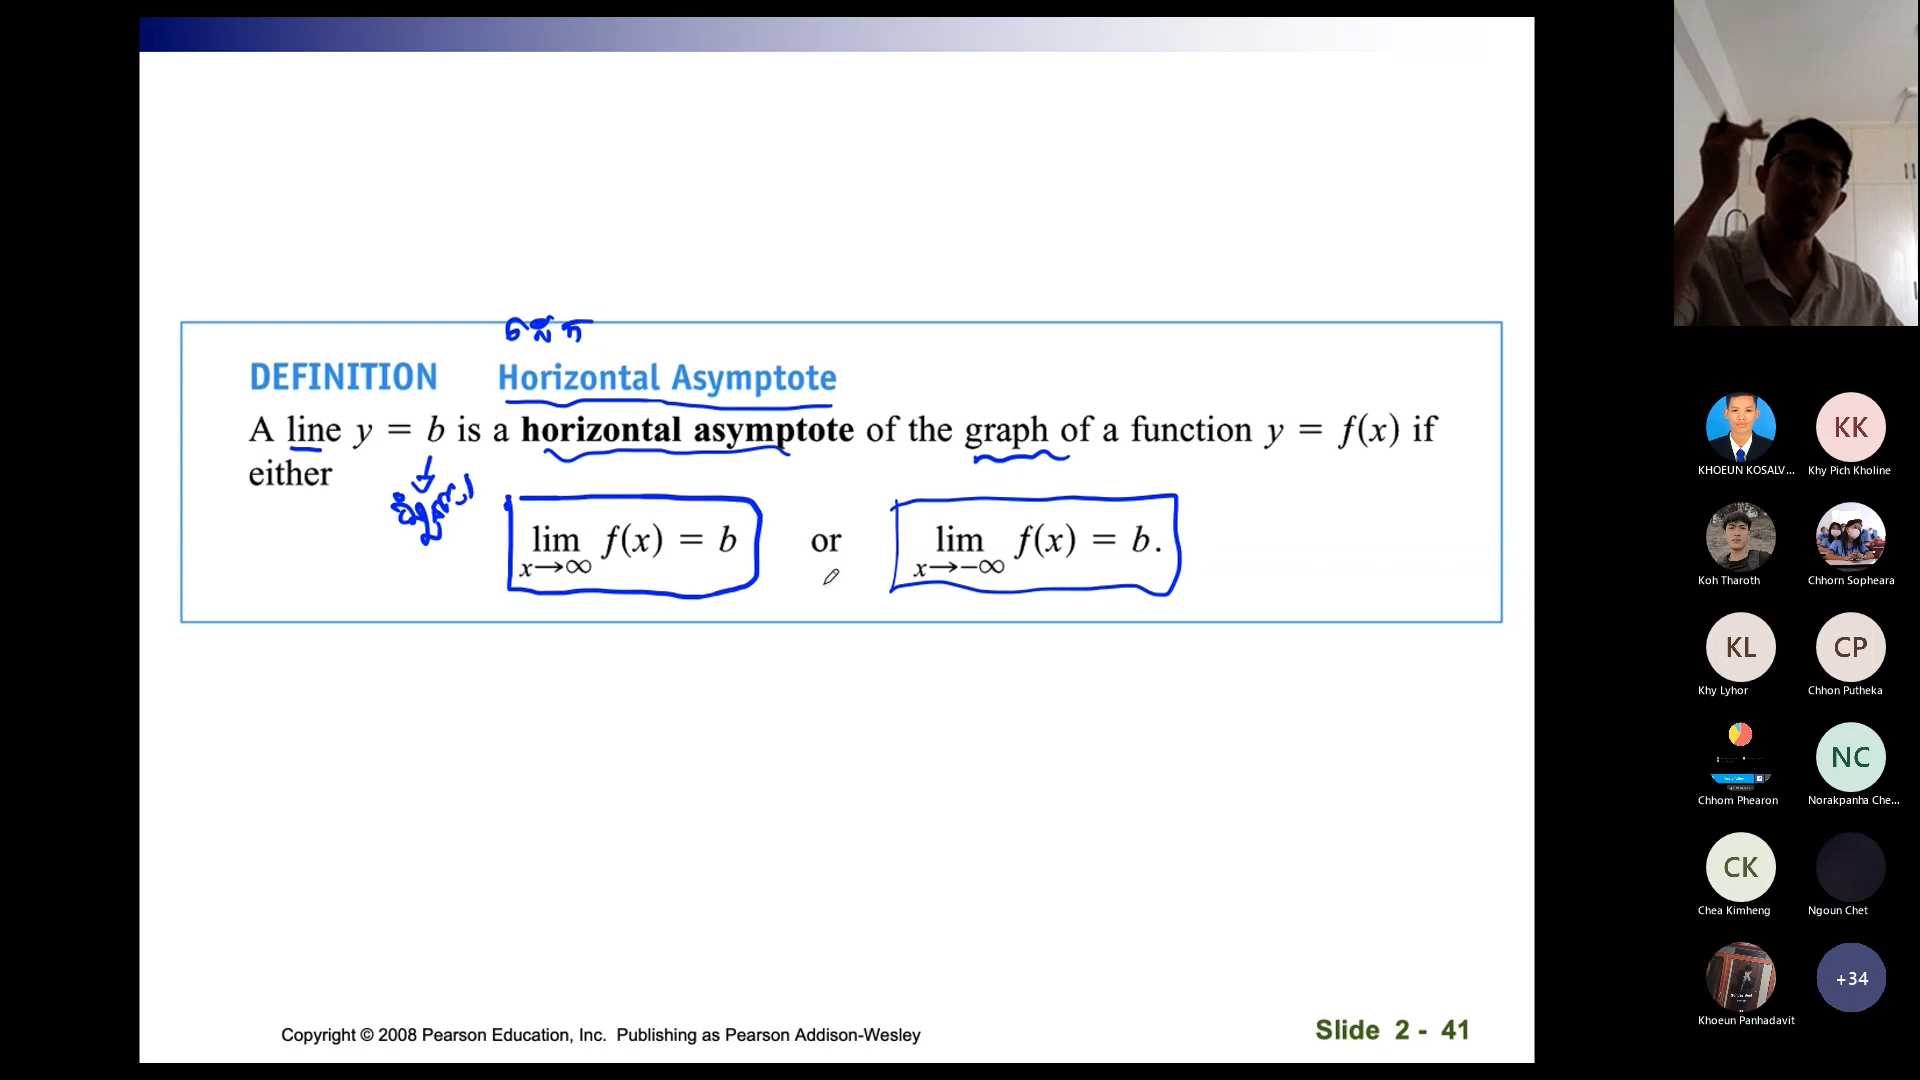 DEFINITION Horizontal Asymptote
A line y = b is a horizontal asymptote of the graph of a function y = f(x) if
either
lim x→∞ f(x) = b or lim x→−∞ f(x) = b.
Copyright © 2008 Pearson Education, Inc. Publishing as Pearson Addison-Wesley
Slide 2 - 41
KK
KHOEUN KOSALV... Khy Pich Kholine
Koh Tharoth Chhorn Sopheara
KL CP
Khy Lyhor Chhon Putheka
NC
Chhom Phearon Norakpanha Che...
CK
Chea Kimheng Ngoun Chet
+34
Khoeun Panhadavit